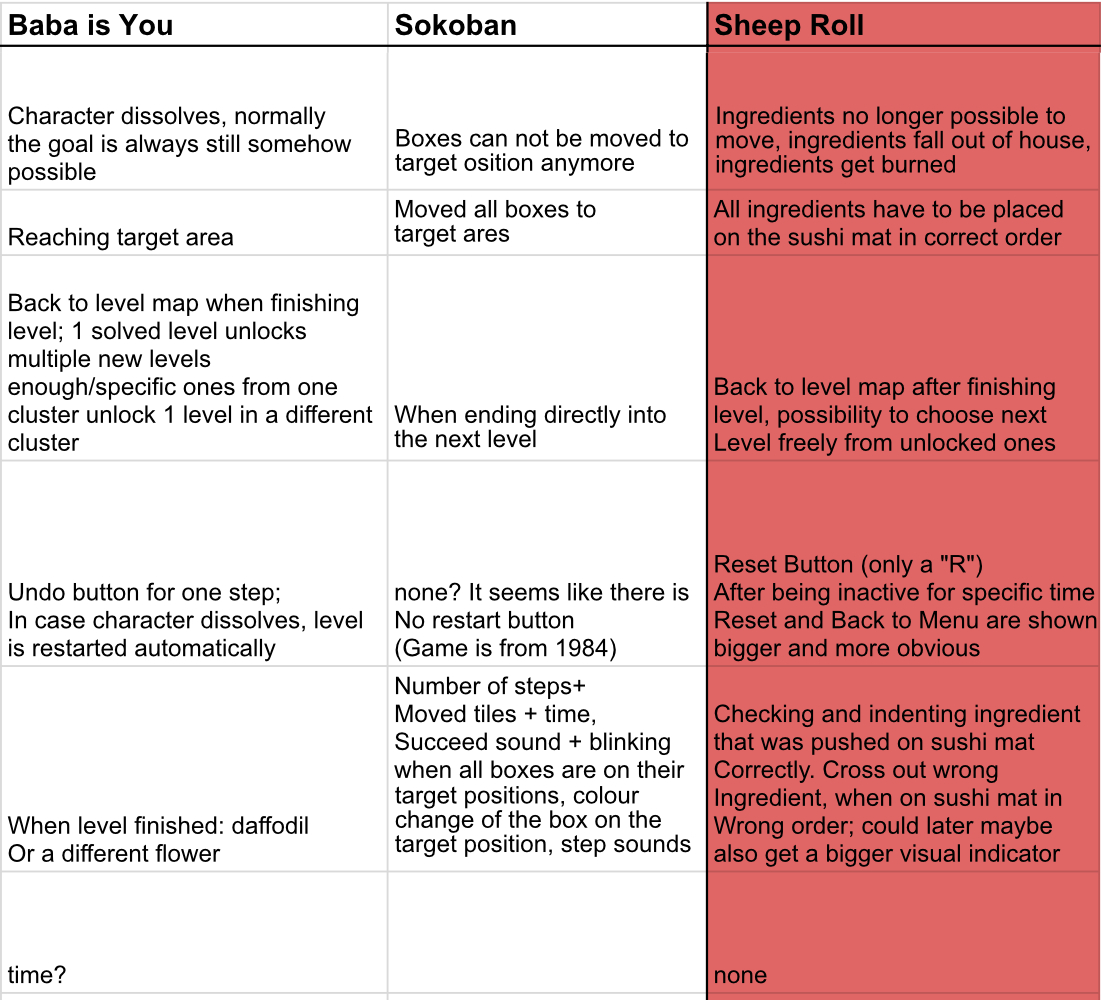 Baba is You
Sokoban
Sheep Roll
Character dissolves, normally
the goal is always still somehow
possible
Boxes can not be moved to
target osition anymore
Ingredients no longer possible to
move, ingredients fall out of house,
ingredients get burned
Reaching target area
Moved all boxes to
target ares
All ingredients have to be placed
on the sushi mat in correct order
Back to level map when finishing
level; 1 solved level unlocks
multiple new levels
enough/specific ones from one
cluster unlock 1 level in a different
cluster
When ending directly into
the next level
Back to level map after finishing
level, possibility to choose next
Level freely from unlocked ones
Undo button for one step;
In case character dissolves, level
is restarted automatically
none? It seems like there is
No restart button
(Game is from 1984)
Reset Button (only a "R")
After being inactive for specific time
Reset and Back to Menu are shown
bigger and more obvious
When level finished: daffodil
Or a different flower
Number of steps+
Moved tiles + time,
Succeed sound + blinking
when all boxes are on their
target positions, colour
change of the box on the
target position, step sounds
Checking and indenting ingredient
that was pushed on sushi mat
Correctly. Cross out wrong
Ingredient, when on sushi mat in
Wrong order; could later maybe
also get a bigger visual indicator
time?
none